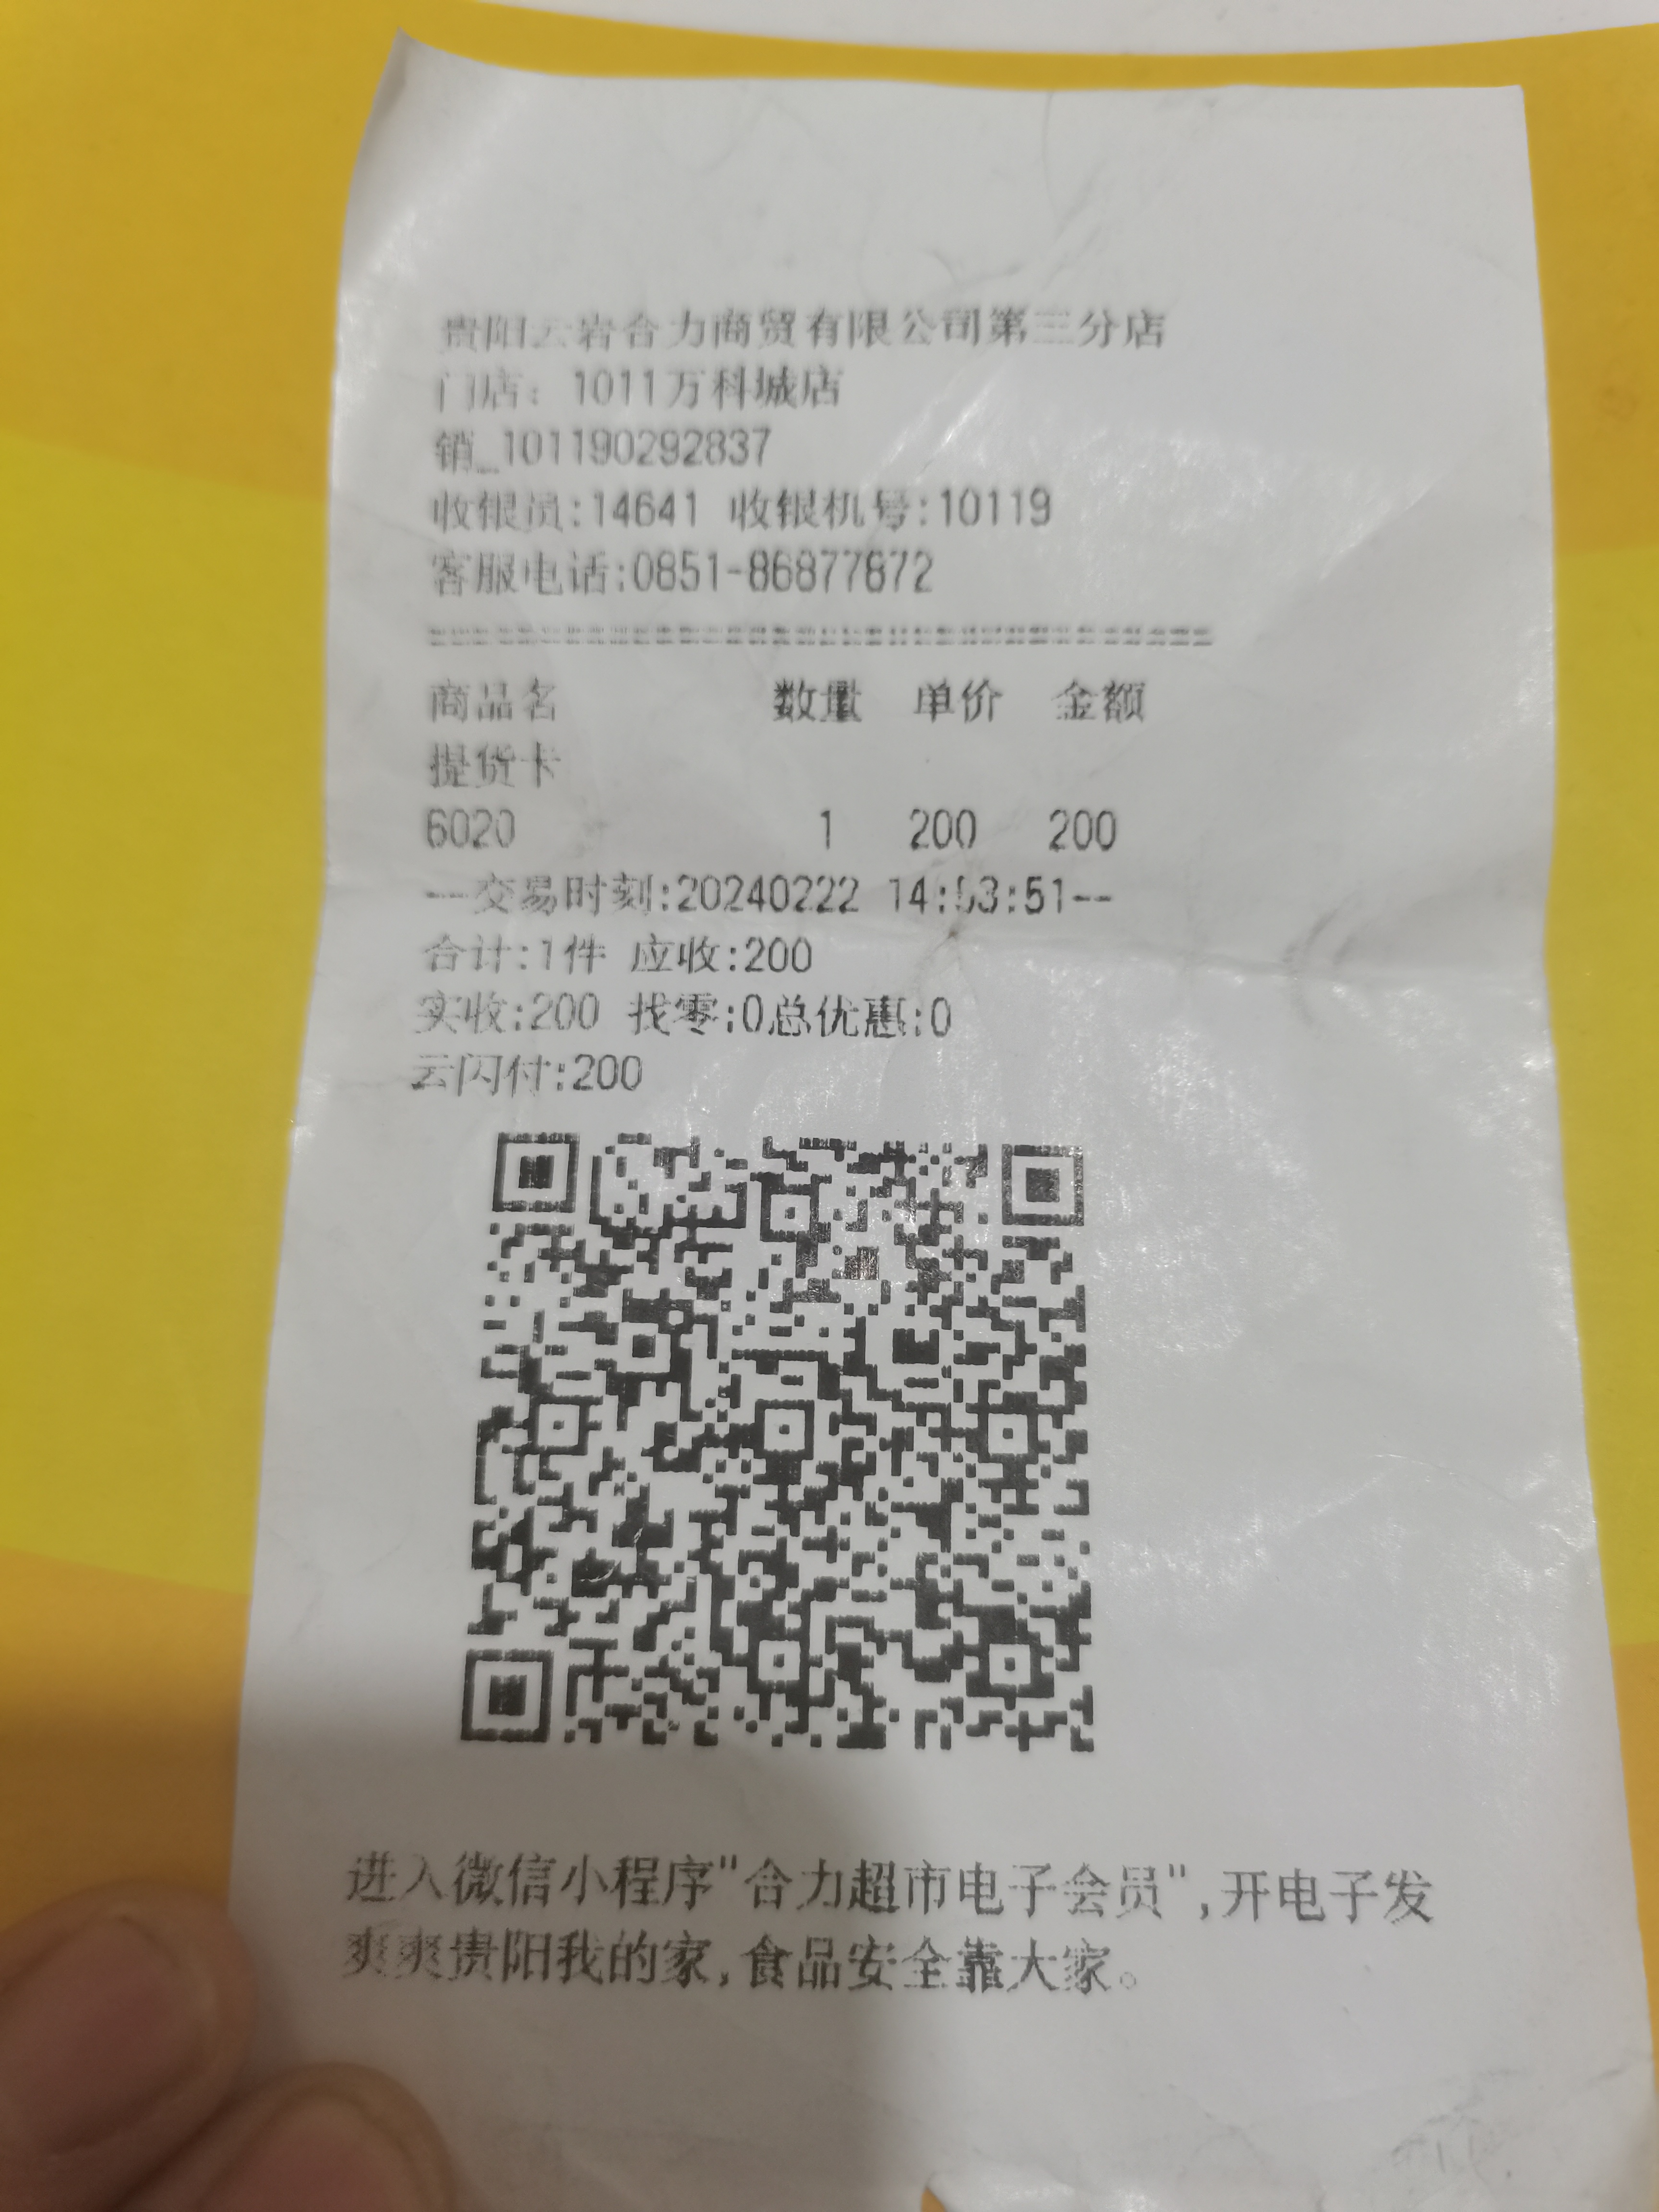 贵阳云岩合力商贸有限公司第三分店
门店：1011万科城店
销_101190292837
收银员:14641 收银机号:10119
客服电话:0851-86877872
==================================
商品名 数量 单价 金额
提货卡
6020 1 200 200
--交易时刻:20240222 14:53:51--
合计:1件 应收:200
实收:200 找零:0总优惠:0
云闪付:200
进入微信小程序"合力超市电子会员",开电子发
爽爽贵阳我的家,食品安全靠大家。